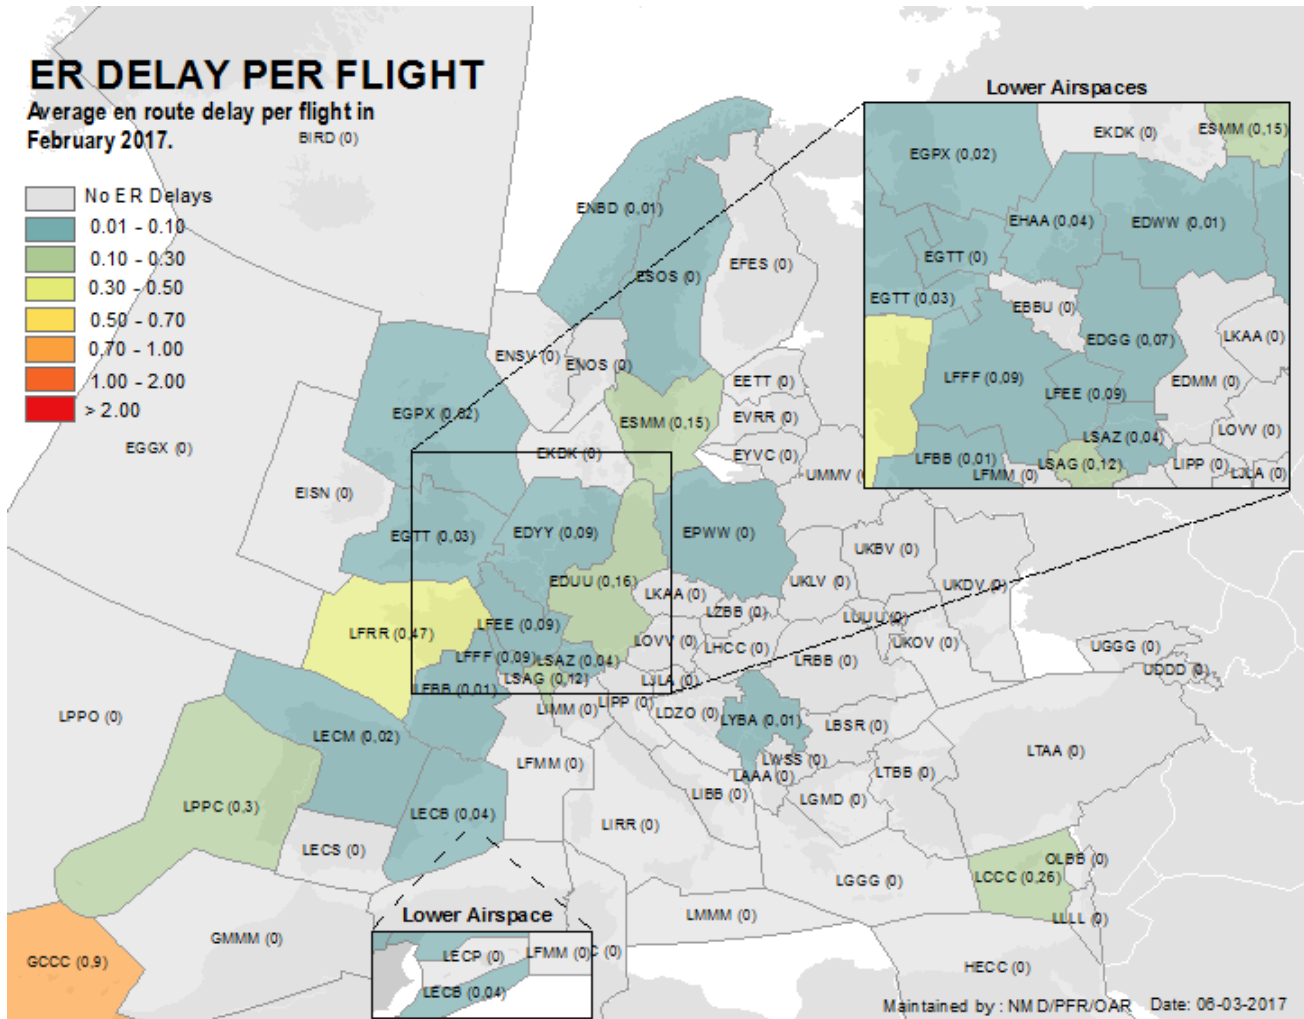 ER DELAY PER FLIGHT
Average en route delay per flight in
February 2017.
No ER Delays
0.01 - 0.10
0.10 - 0.30
0.30 - 0.50
0.50 - 0.70
0,70 - 1.00
1.00 - 2.00
> 2.00
Lower Airspaces
EKDK (0)
ESMM (0,15)
EGPX (0,02)
EHAA (0,04)
EDWW (0,01)
EGTT (0)
EGTT (0,03)
EBBU (0)
EDGG (0,07)
LKAA (0)
LFFF (0,09)
LFEE (0,09)
EDMM (0)
LOVV (0)
LSAZ (0,04)
LFBB (0,01)
LFMM (0)
LSAG (0,12)
LIPP (0)
LJLA (0)
BIRD (0)
ENBD (0,01)
ESOS (0)
EFES (0)
ENSV (0)
ENOS (0)
EETT (0)
EGPX (0,02)
ESMM (0,15)
EVRR (0)
EGGX (0)
EKDK (0)
EYVC (0)
UMMV (0)
EISN (0)
EGTT (0,03)
EDYY (0,09)
EPWW (0)
UKBV (0)
EDUU (0,16)
UKLV (0)
UKDV (0)
LKAA (0)
LZBB (0)
LUUU (0)
LFRR (0,47)
LFEE (0,09)
LOVV (0)
LHCC (0)
UKOV (0)
UGGG (0)
LFFF (0,09)
LSAZ (0,04)
LRBB (0)
UDDD (0)
LSAG (0,12)
LJLA (0)
LFBB (0,01)
LIPP (0)
LIMM (0)
LDZO (0)
LPPO (0)
LECM (0,02)
LYBA (0,01)
LBSR (0)
LTAA (0)
LFMM (0)
LWSS (0)
LAAA (0)
LTBB (0)
LPPC (0,3)
LECB (0,04)
LIBB (0)
LGMD (0)
LIRR (0)
LECS (0)
OLBB (0)
LGGG (0)
LCCC (0,26)
Lower Airspace
LMMM (0)
LLLL (0)
GMMM (0)
LECP (0)
LFMM (0)
C (0)
GCCC (0,9)
LECB (0,04)
HECC (0)
Maintained by : NMD/PFR/OAR Date: 06-03-2017